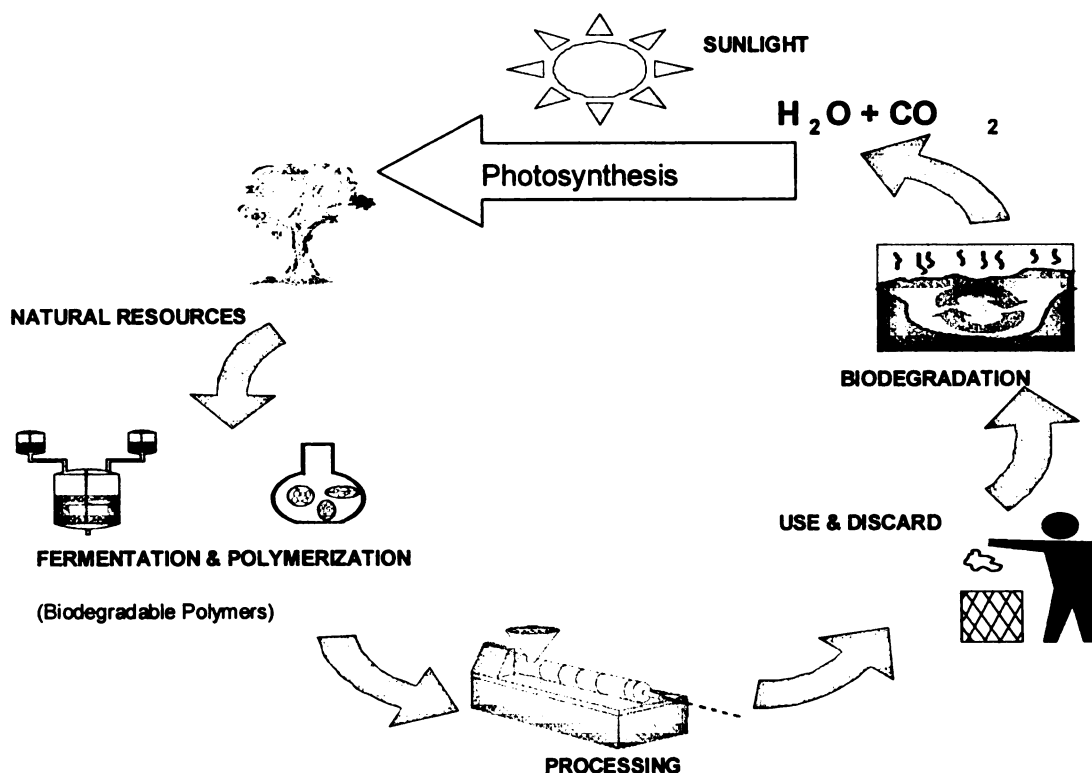 SUNLIGHT
H₂O + CO₂
Photosynthesis
NATURAL RESOURCES
BIODEGRADATION
USE & DISCARD
FERMENTATION & POLYMERIZATION
(Biodegradable Polymers)
PROCESSING